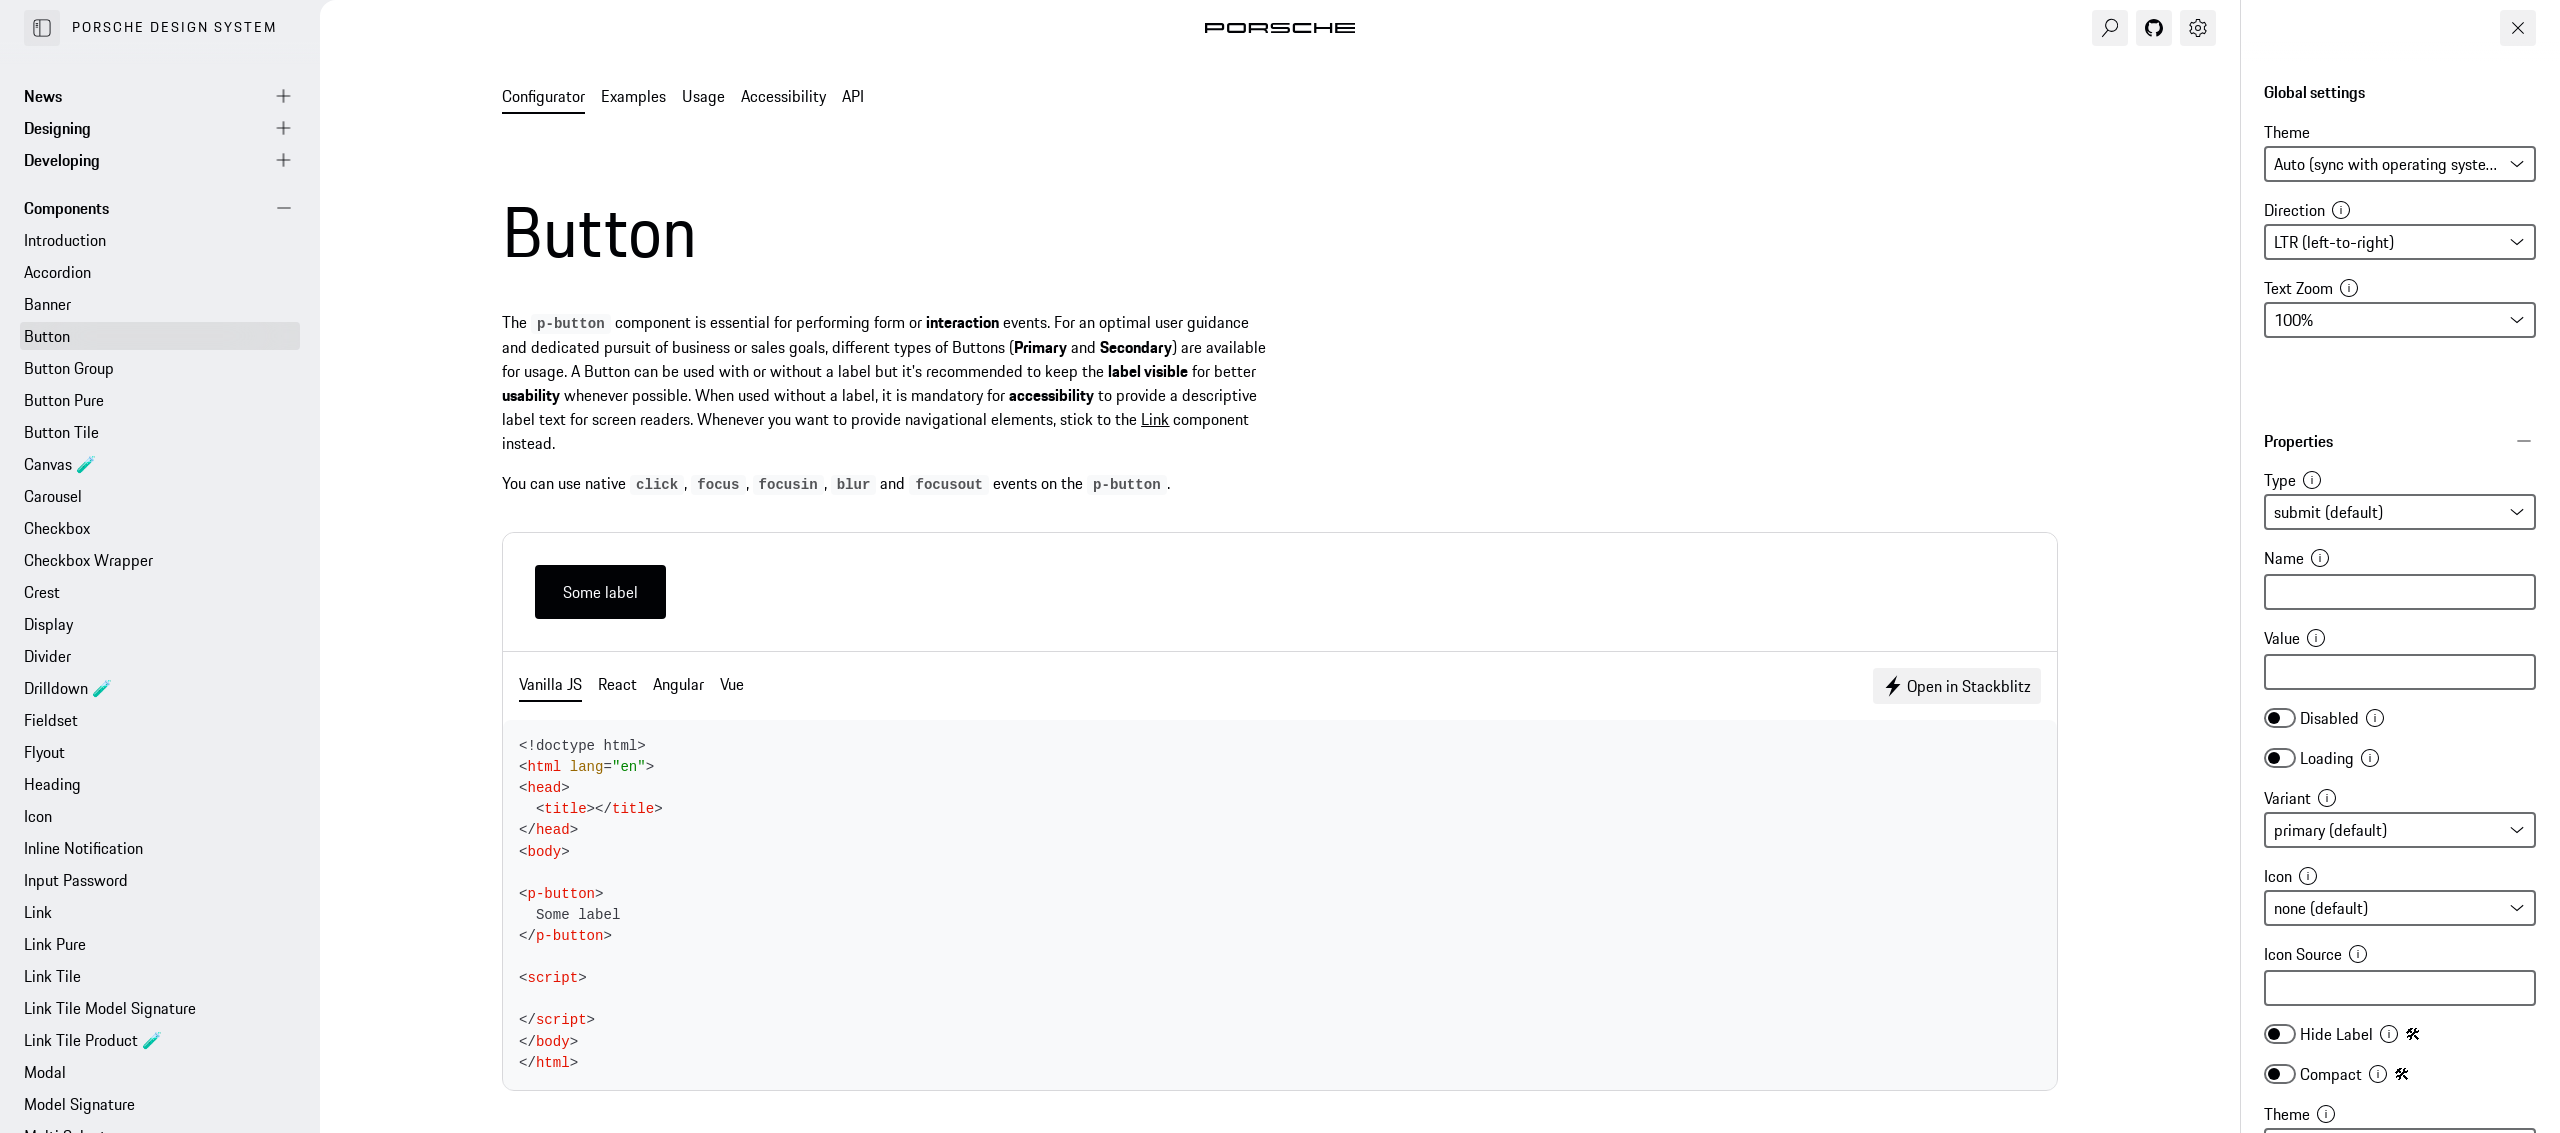 PORSCHE DESIGN SYSTEM
News
Designing
Developing
Components
Introduction
Accordion
Banner
Button
Button Group
Button Pure
Button Tile
Canvas 🧪
Carousel
Checkbox
Checkbox Wrapper
Crest
Display
Divider
Drilldown 🧪
Fieldset
Flyout
Heading
Icon
Inline Notification
Input Password
Link
Link Pure
Link Tile
Link Tile Model Signature
Link Tile Product 🧪
Modal
Model Signature
PORSCHE
Configurator Examples Usage Accessibility API
Button
The p-button component is essential for performing form or interaction events. For an optimal user guidance
and dedicated pursuit of business or sales goals, different types of Buttons (Primary and Secondary) are available
for usage. A Button can be used with or without a label but it's recommended to keep the label visible for better
usability whenever possible. When used without a label, it is mandatory for accessibility to provide a descriptive
label text for screen readers. Whenever you want to provide navigational elements, stick to the Link component
instead.
You can use native click, focus, focusin, blur and focusout events on the p-button.
Some label
Vanilla JS React Angular Vue
Open in Stackblitz
<!doctype html>
<html lang="en">
<head>
  <title></title>
</head>
<body>
<p-button>
  Some label
</p-button>
<script>
</script>
</body>
</html>
Global settings
Theme
Auto (sync with operating syste...
Direction
LTR (left-to-right)
Text Zoom
100%
Properties
Type
submit (default)
Name
Value
Disabled
Loading
Variant
primary (default)
Icon
none (default)
Icon Source
Hide Label 🛠
Compact 🛠
Theme